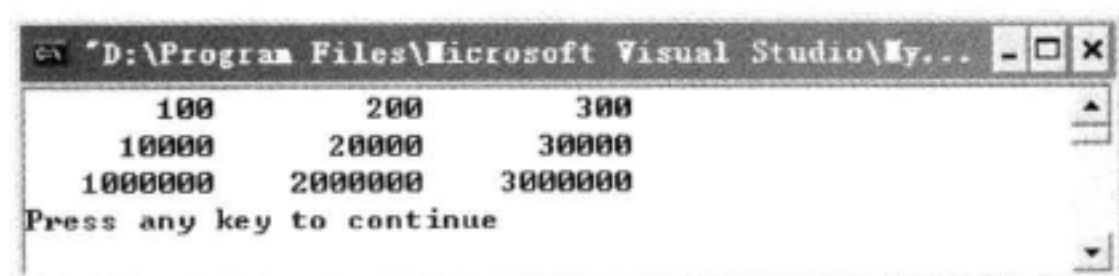 "D:\Program Files\Microsoft Visual Studio\My...
100 200 300
10000 20000 30000
1000000 2000000 3000000
Press any key to continue